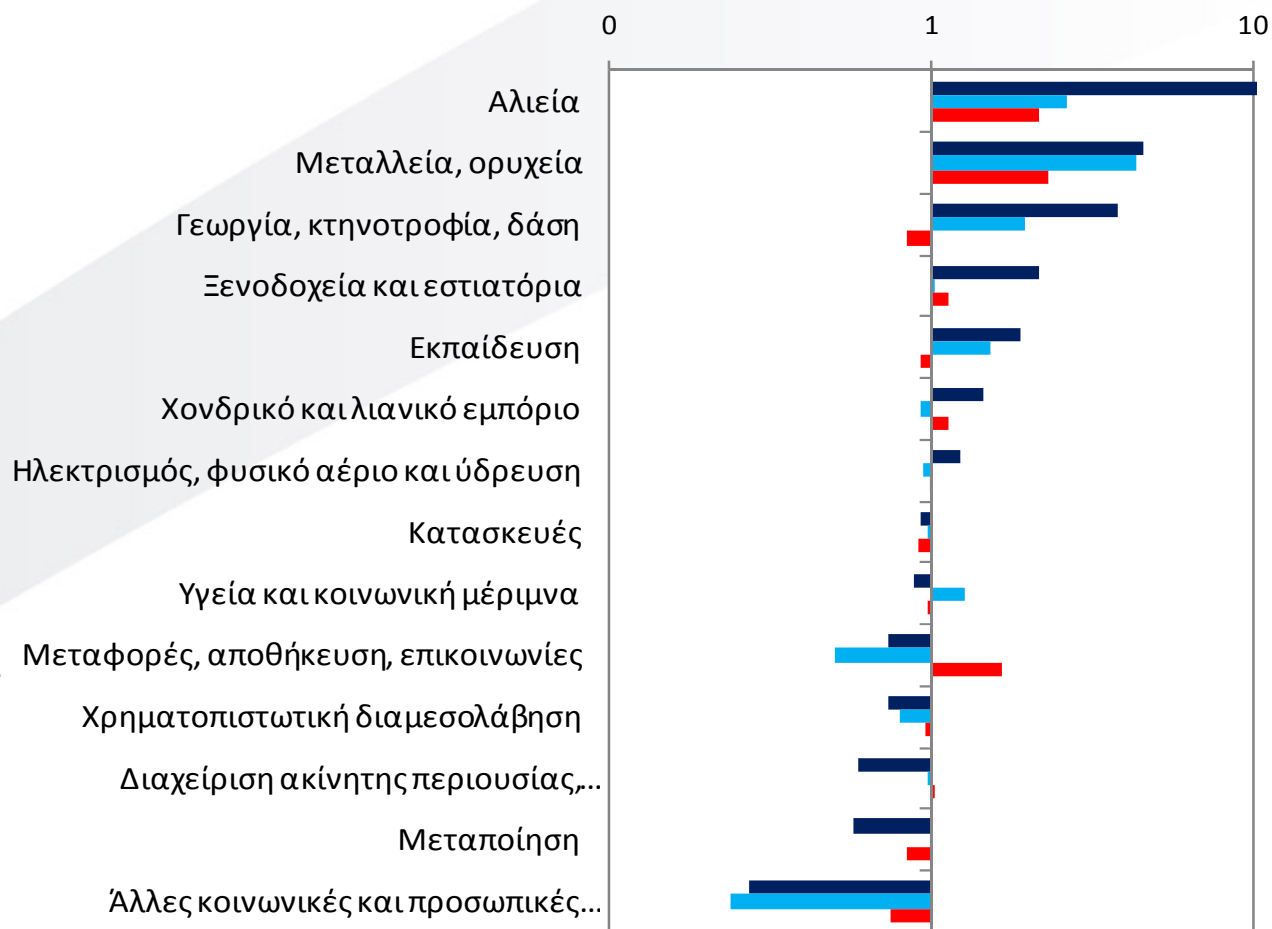 0 1 10
Αλιεία
Μεταλλεία, ορυχεία
Γεωργία, κτηνοτροφία, δάση
Ξενοδοχεία και εστιατόρια
Εκπαίδευση
Χονδρικό και λιανικό εμπόριο
Ηλεκτρισμός, φυσικό αέριο και ύδρευση
Κατασκευές
Υγεία και κοινωνική μέριμνα
Μεταφορές, αποθήκευση, επικοινωνίες
Χρηματοπιστωτική διαμεσολάβηση
Διαχείριση ακίνητης περιουσίας,...
Μεταποίηση
Άλλες κοινωνικές και προσωπικές...